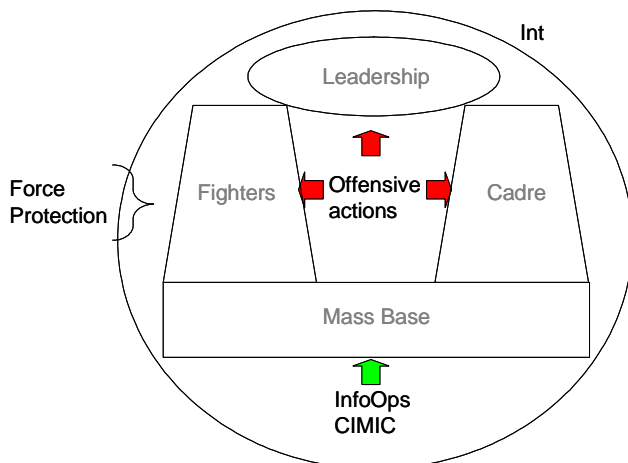 Int
Leadership
Force
Protection
Fighters
Offensive
actions
Cadre
Mass Base
InfoOps
CIMIC